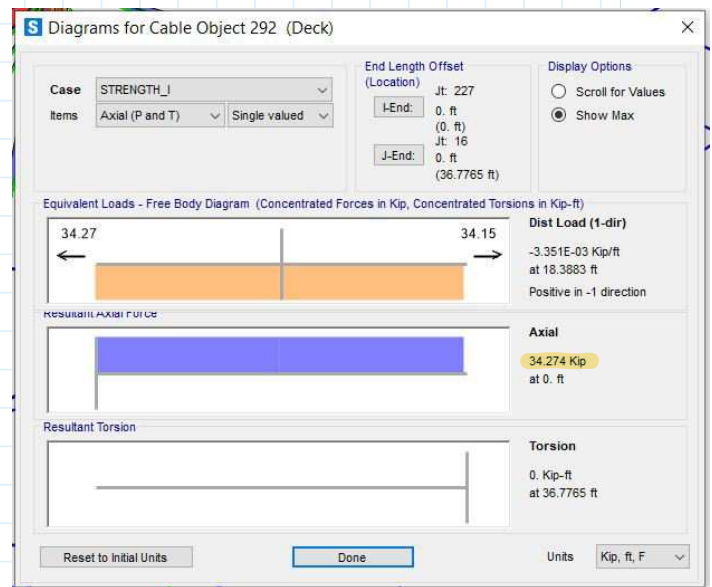 Diagrams for Cable Object 292 (Deck)
Case STRENGTH_I
Items Axial (P and T) Single valued
End Length Offset
(Location)
Jt: 227
I-End: 0. ft
(0. ft)
Jt: 16
J-End: 0. ft
(36.7765 ft)
Display Options
Scroll for Values
Show Max
Equivalent Loads - Free Body Diagram (Concentrated Forces in Kip, Concentrated Torsions in Kip-ft)
34.27 34.15
Dist Load (1-dir)
-3.351E-03 Kip/ft
at 18.3883 ft
Positive in -1 direction
Resultant Axial Force
Axial
34.274 Kip
at 0. ft
Resultant Torsion
Torsion
0. Kip-ft
at 36.7765 ft
Reset to Initial Units Done Units Kip, ft, F